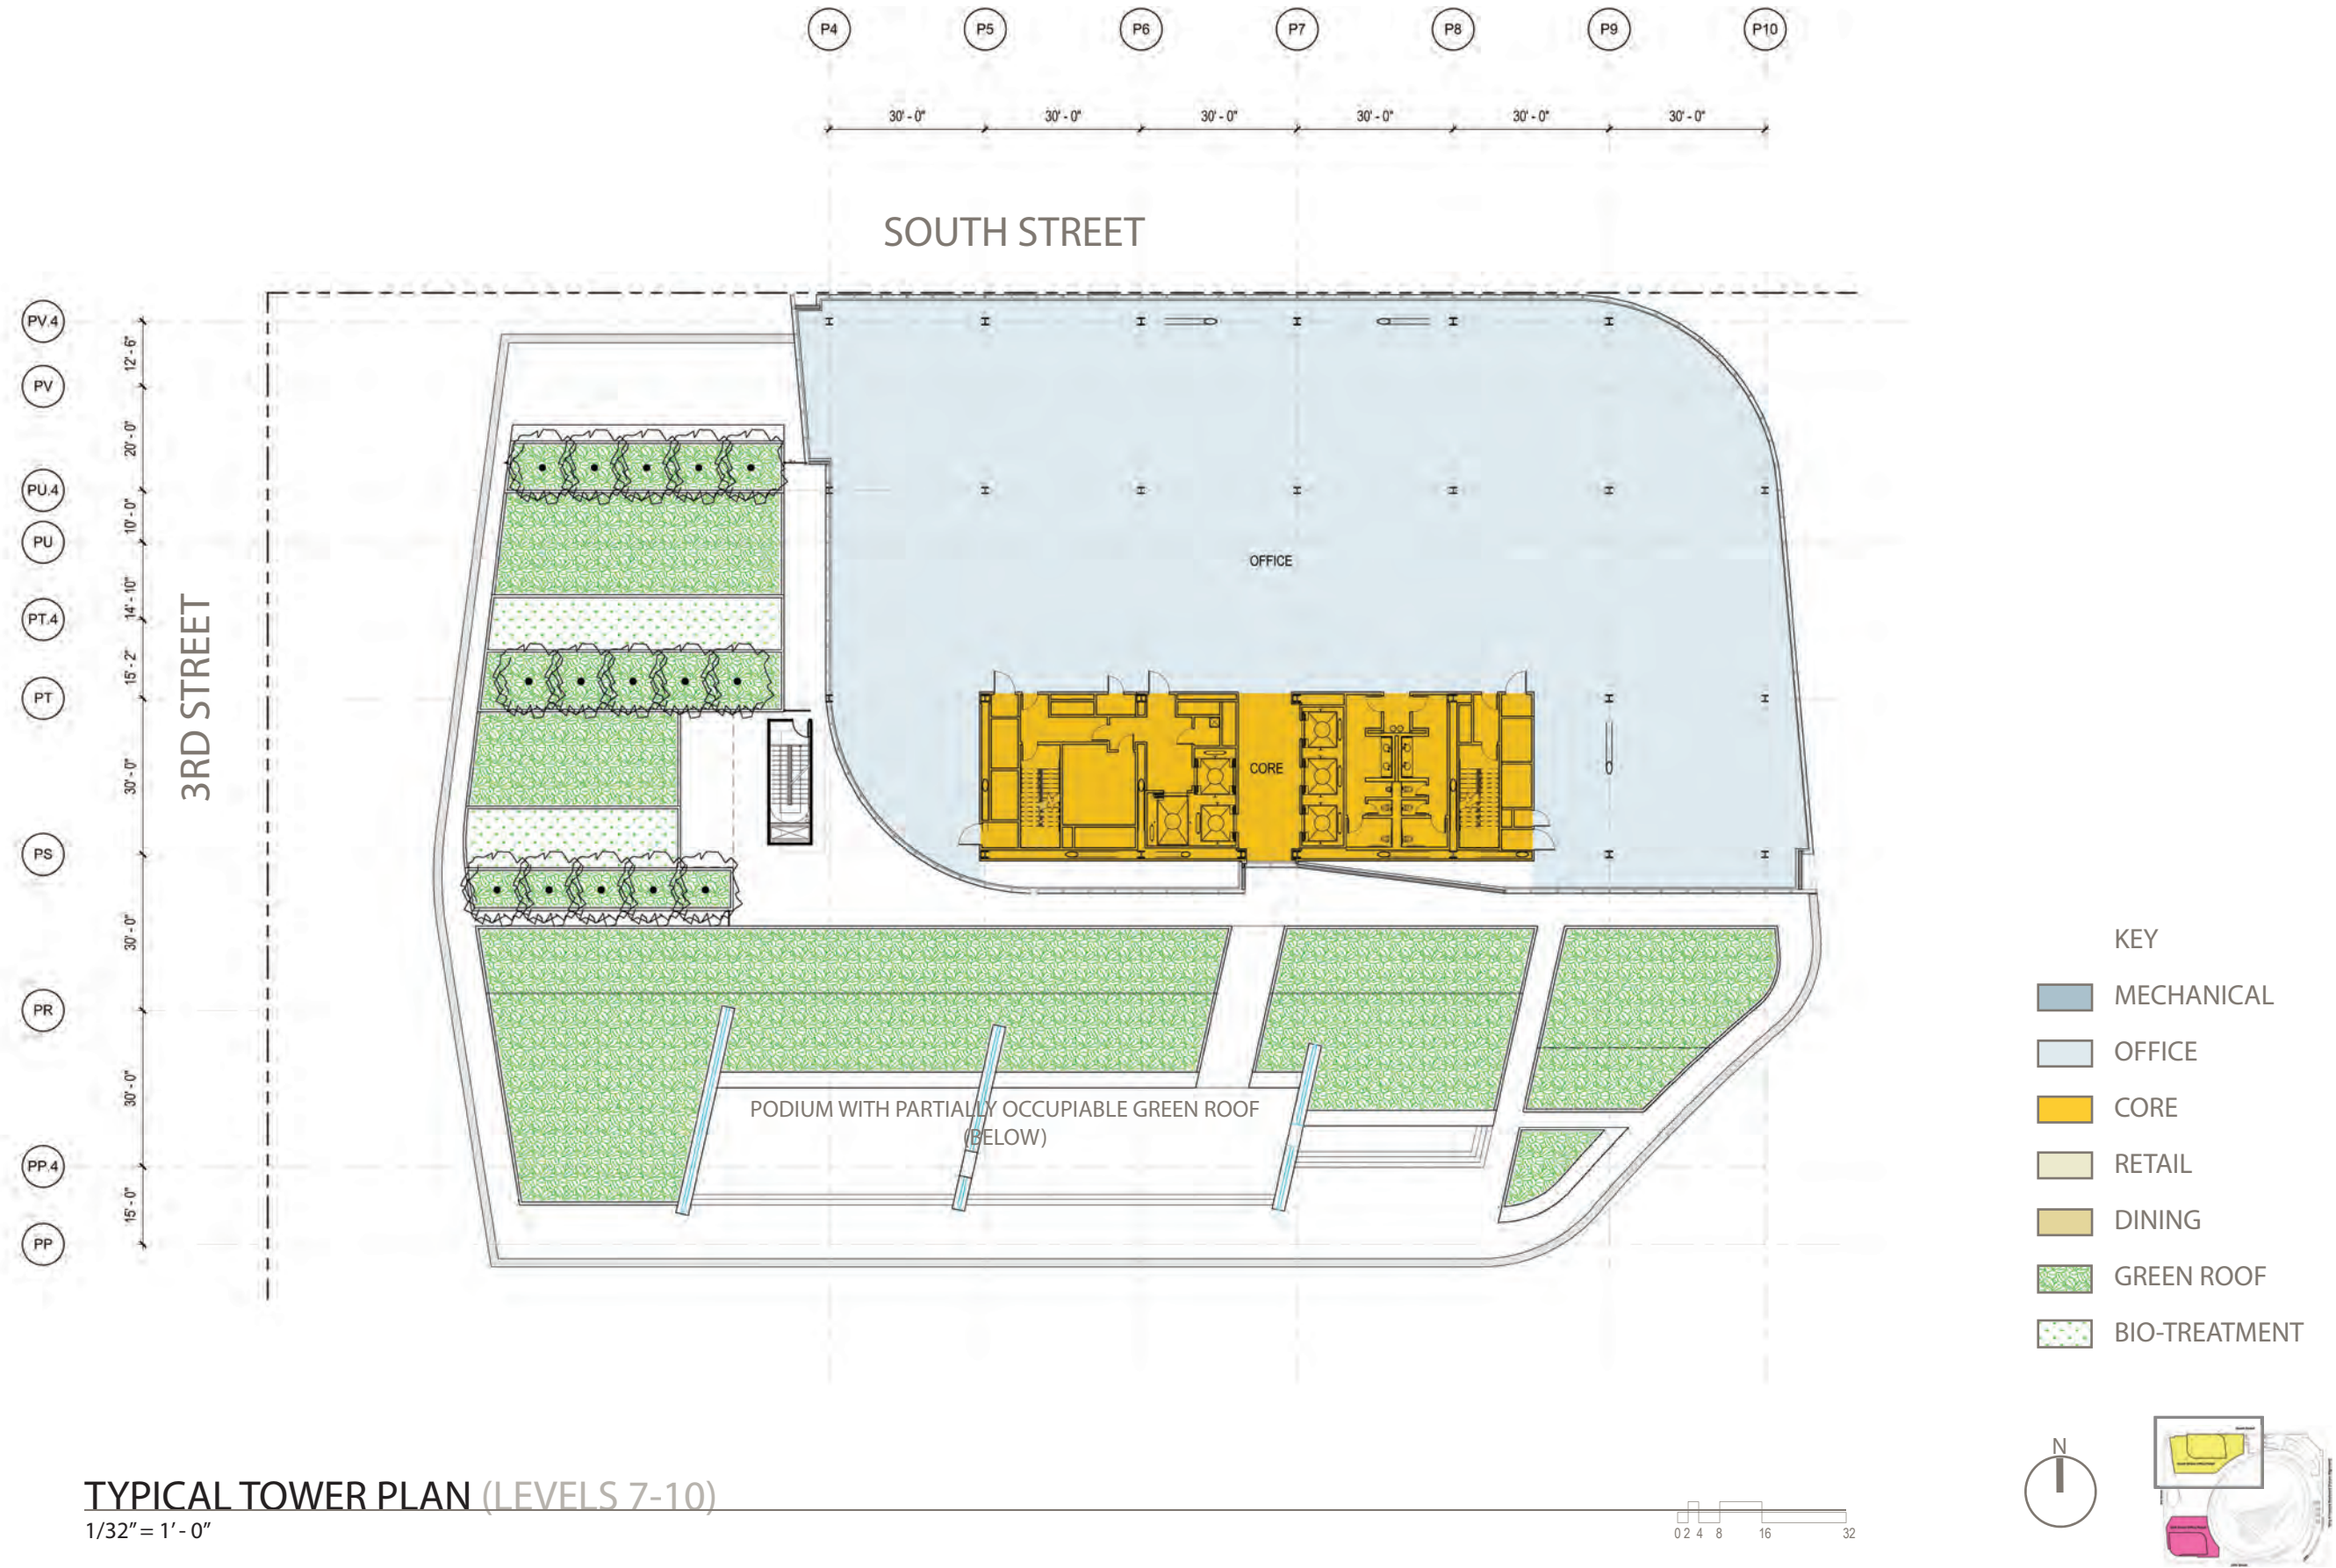 P4 P5 P6 P7 P8 P9 P10
30' - 0" 30' - 0" 30' - 0" 30' - 0" 30' - 0" 30' - 0"
SOUTH STREET
PV.4
12' - 6"
PV
20' - 0"
PU.4
10' - 0"
PU
14' - 10"
PT.4
15' - 2"
PT
30' - 0"
PS
30' - 0"
PR
30' - 0"
PP.4
15' - 0"
PP
3RD STREET
OFFICE
CORE
PODIUM WITH PARTIALLY OCCUPIABLE GREEN ROOF
(BELOW)
KEY
MECHANICAL
OFFICE
CORE
RETAIL
DINING
GREEN ROOF
BIO-TREATMENT
N
TYPICAL TOWER PLAN (LEVELS 7-10)
1/32" = 1' - 0"
0 2 4 8 16 32